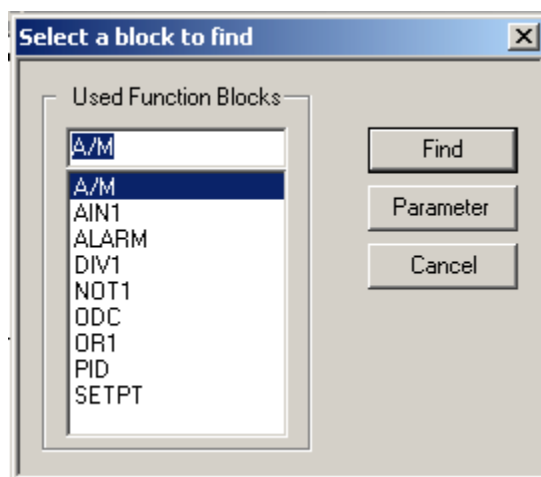 Select a block to find
Used Function Blocks
A/M
A/M
AIN1
ALARM
DIV1
NOT1
ODC
OR1
PID
SETPT
Find
Parameter
Cancel